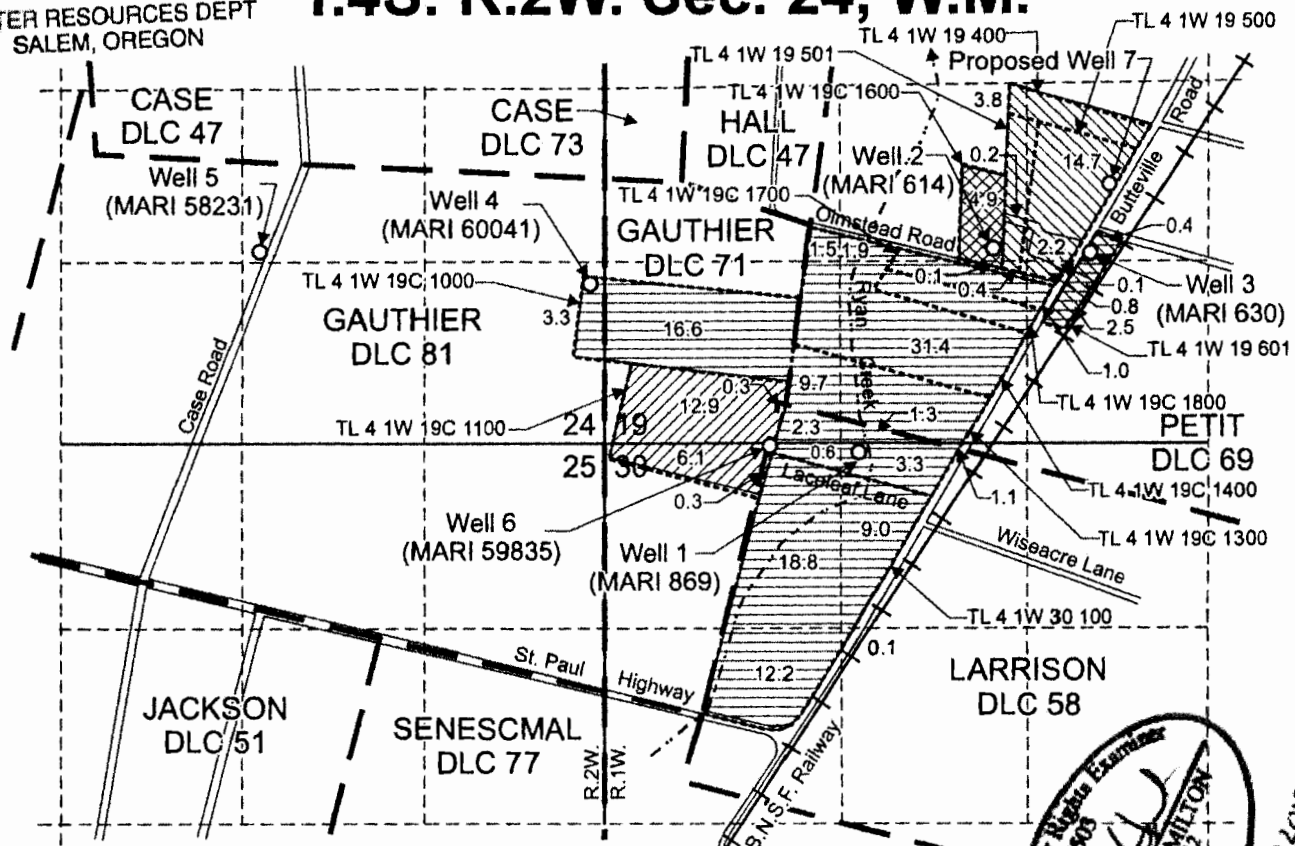 TER RESOURCES DEPT
SALEM, OREGON
T.4S. R.2W. Sec. 24, W.M.
TL 4 1W 19 500
TL 4 1W 19 400
TL 4 1W 19 501
Proposed Well 7
TL 4 1W 19C 1600
CASE
DLC 47
CASE
DLC 73
HALL
DLC 47
3.8
14.7
0.2
Road
Butteville
Well 5
(MARI 58231)
Well 4
(MARI 60041)
Well 2
(MARI 614)
4.9
TL 4 1W 19C 1700
Olmstead Road
0.4
GAUTHIER
DLC 71
1.5
1.9
2.2
0.1
0.4
0.1
Well 3
(MARI 630)
0.8
2.5
TL 4 1W 19C 1000
3.3
16.6
Ryan
Creek
31.4
TL 4 1W 19 601
1.0
GAUTHIER
DLC 81
Case Road
TL 4 1W 19C 1800
0.3
9.7
12.9
TL 4 1W 19C 1100
24
19
2.3
1.3
PETIT
DLC 69
25
30
6.1
0.6
3.3
0.3
Laceleaf Lane
TL 4 1W 19C 1400
1.1
TL 4 1W 19C 1300
Well 6
(MARI 59835)
Well 1
(MARI 869)
9.0
18.8
Wiseacre Lane
TL 4 1W 30 100
0.1
12.2
St. Paul
Highway
LARRISON
DLC 58
JACKSON
DLC 51
SENESCMAL
DLC 77
R.2W.
R.1W.
B.N.S.F. Railway
Rights Examiner
MILTON